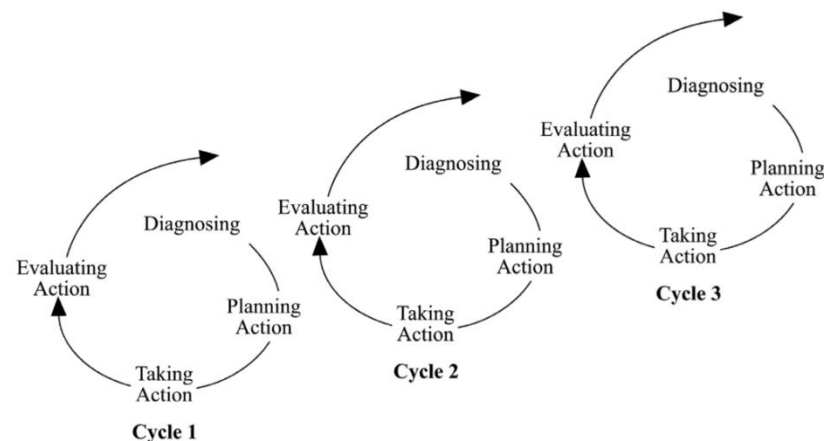 Diagnosing
Planning
Action
Taking
Action
Evaluating
Action
Cycle 1
Diagnosing
Planning
Action
Taking
Action
Evaluating
Action
Cycle 2
Diagnosing
Planning
Action
Taking
Action
Evaluating
Action
Cycle 3